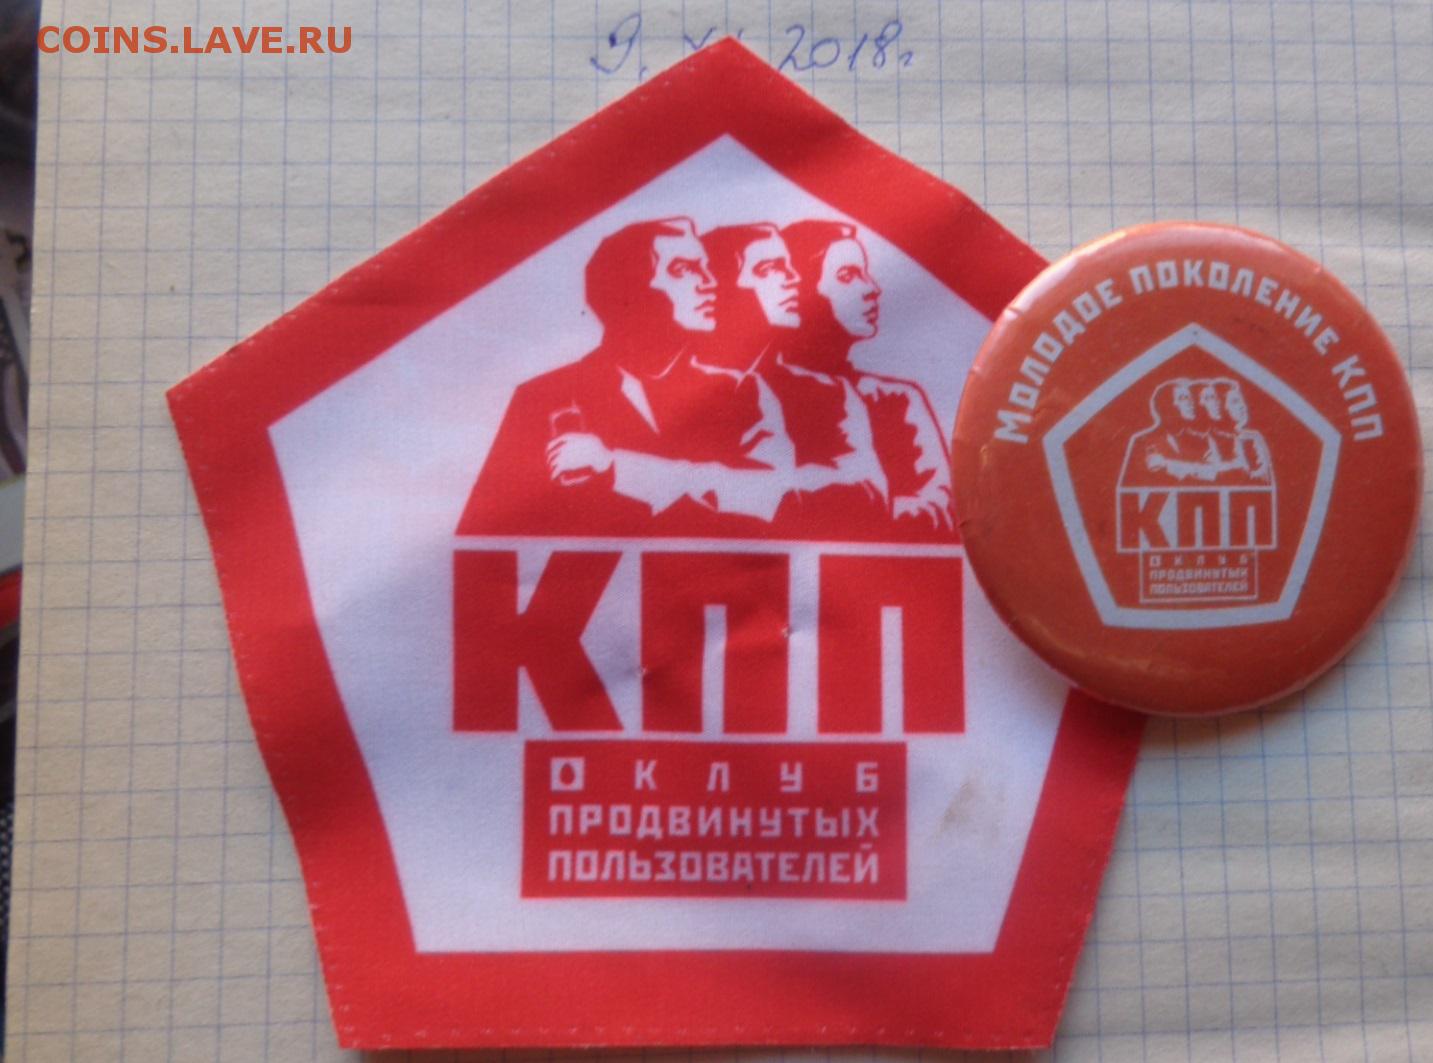 COINS.LAVE.RU
2018г
КПП
КЛУБ
ПРОДВИНУТЫХ
ПОЛЬЗОВАТЕЛЕЙ
МОЛОДОЕ ПОКОЛЕНИЕ КПП
КПП
КЛУБ
ПРОДВИНУТЫХ
ПОЛЬЗОВАТЕЛЕЙ